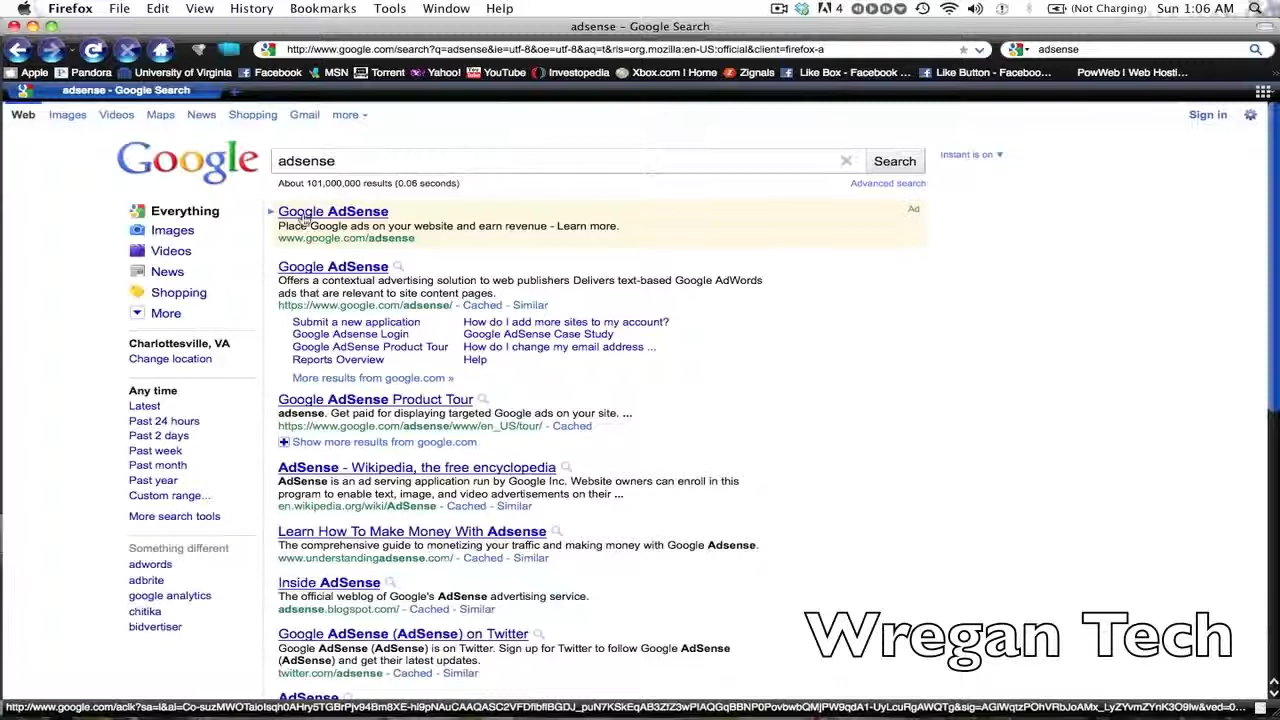 Firefox File Edit View History Bookmarks Tools Window Help 4 (Not Charging) Sun 1:06 AM
adsense - Google Search
http://www.google.com/search?q=adsense&ie=utf-8&oe=utf-8&aq=t&rls=org.mozilla:en-US:official&client=firefox-a adsense
Apple Pandora University of Virginia Facebook MSN Torrent Yahoo! YouTube Investopedia Xbox.com | Home Zignals Like Box - Facebook ... Like Button - Faceboo... PowWeb | Web Hosti...
adsense - Google Search
Web Images Videos Maps News Shopping Gmail more Sign in
Google adsense Search Instant is on
About 101,000,000 results (0.06 seconds) Advanced search
Everything
Images
Videos
News
Shopping
More
Charlottesville, VA
Change location
Any time
Latest
Past 24 hours
Past 2 days
Past week
Past month
Past year
Custom range...
More search tools
Something different
adwords
adbrite
google analytics
chitika
bidvertiser
Google AdSense Ad
Place Google ads on your website and earn revenue - Learn more.
www.google.com/adsense
Google AdSense
Offers a contextual advertising solution to web publishers Delivers text-based Google AdWords
ads that are relevant to site content pages.
https://www.google.com/adsense/ - Cached - Similar
Submit a new application How do I add more sites to my account?
Google Adsense Login Google AdSense Case Study
Google AdSense Product Tour How do I change my email address ...
Reports Overview Help
More results from google.com »
Google AdSense Product Tour
adsense. Get paid for displaying targeted Google ads on your site. ...
https://www.google.com/adsense/www/en_US/tour/ - Cached
Show more results from google.com
AdSense - Wikipedia, the free encyclopedia
AdSense is an ad serving application run by Google Inc. Website owners can enroll in this
program to enable text, image, and video advertisements on their ...
en.wikipedia.org/wiki/AdSense - Cached - Similar
Learn How To Make Money With Adsense
The comprehensive guide to monetizing your traffic and making money with Google Adsense.
www.understandingadsense.com/ - Cached - Similar
Inside AdSense
The official weblog of Google's AdSense advertising service.
adsense.blogspot.com/ - Cached - Similar
Google AdSense (AdSense) on Twitter
Google AdSense (AdSense) is on Twitter. Sign up for Twitter to follow Google AdSense
(AdSense) and get their latest updates.
twitter.com/adsense - Cached - Similar
AdSense
Wregan Tech